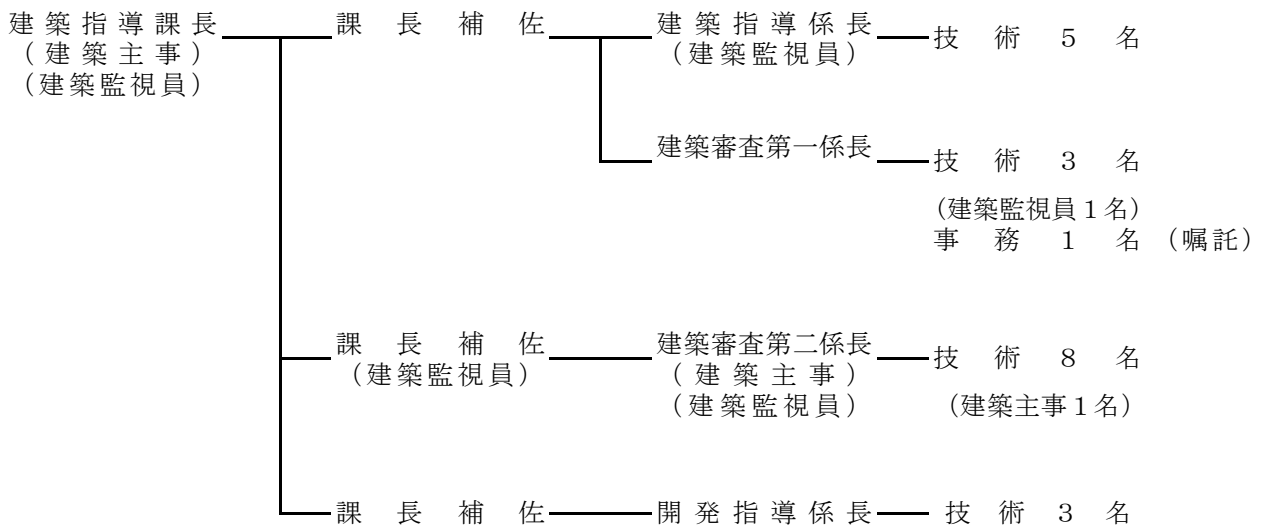 建築指導課長 課長補佐 建築指導係長 技術5名
（建築主事） （建築監視員）
（建築監視員）
建築審査第一係長 技術3名
（建築監視員1名）
事務1名（嘱託）
課長補佐 建築審査第二係長 技術8名
（建築監視員） （建築主事）
（建築監視員） （建築主事1名）
課長補佐 開発指導係長 技術3名